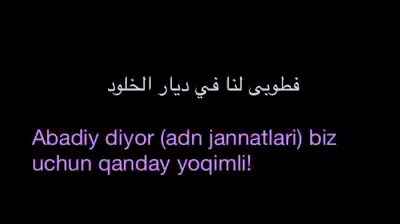 فطوبى لنا في ديار الخلود
Abadiy diyor (adn jannatlari) biz
uchun qanday yoqimli!